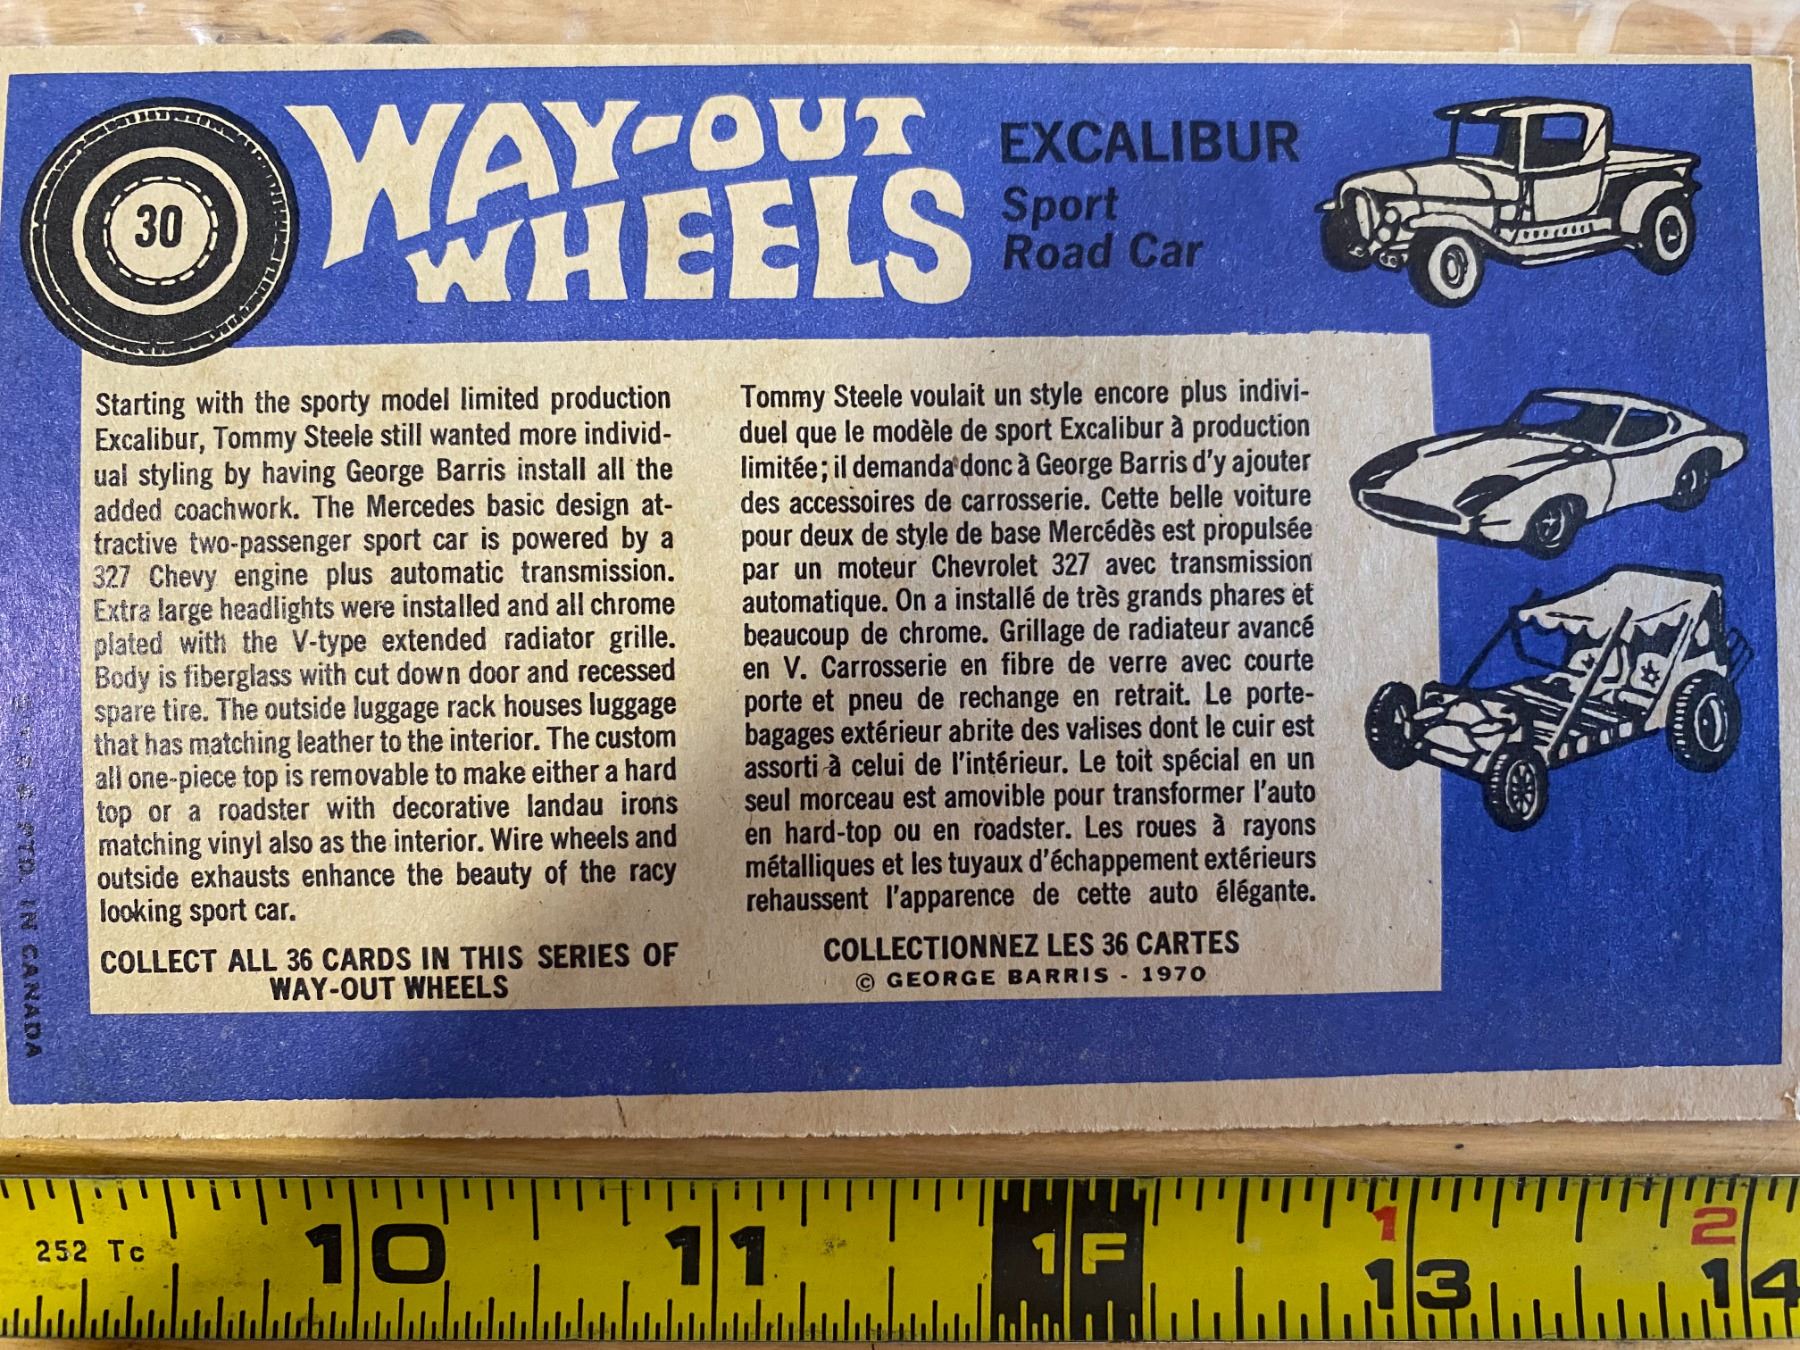 30
WAY-OUT
WHEELS
EXCALIBUR
Sport
Road Car
Starting with the sporty model limited production
Excalibur, Tommy Steele still wanted more individ-
ual styling by having George Barris install all the
added coachwork. The Mercedes basic design at-
tractive two-passenger sport car is powered by a
327 Chevy engine plus automatic transmission.
Extra large headlights were installed and all chrome
plated with the V-type extended radiator grille.
Body is fiberglass with cut down door and recessed
spare tire. The outside luggage rack houses luggage
that has matching leather to the interior. The custom
all one-piece top is removable to make either a hard
top or a roadster with decorative landau irons
matching vinyl also as the interior. Wire wheels and
outside exhausts enhance the beauty of the racy
looking sport car.
COLLECT ALL 36 CARDS IN THIS SERIES OF
WAY-OUT WHEELS
Tommy Steele voulait un style encore plus indivi-
duel que le modèle de sport Excalibur à production
limitée; il demanda donc à George Barris d'y ajouter
des accessoires de carrosserie. Cette belle voiture
pour deux de style de base Mercédès est propulsée
par un moteur Chevrolet 327 avec transmission
automatique. On a installé de très grands phares et
beaucoup de chrome. Grillage de radiateur avancé
en V. Carrosserie en fibre de verre avec courte
porte et pneu de rechange en retrait. Le porte-
bagages extérieur abrite des valises dont le cuir est
assorti à celui de l'intérieur. Le toit spécial en un
seul morceau est amovible pour transformer l'auto
en hard-top ou en roadster. Les roues à rayons
métalliques et les tuyaux d'échappement extérieurs
rehaussent l'apparence de cette auto élégante.
COLLECTIONNEZ LES 36 CARTES
© GEORGE BARRIS - 1970
PTD. IN CANADA
252 Tc
10 11 1F 1 13 2 14